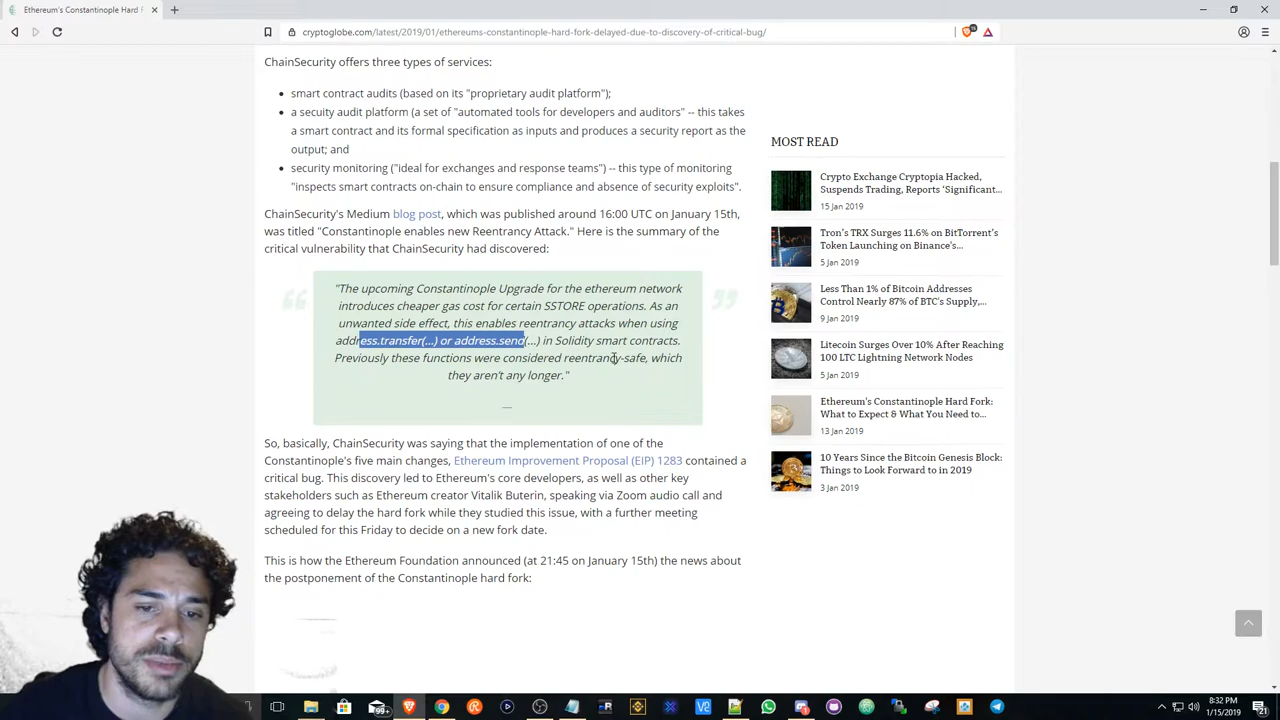 Ethereum's Constantinople Hard F
cryptoglobe.com/latest/2019/01/ethereums-constantinople-hard-fork-delayed-due-to-discovery-of-critical-bug/
ChainSecurity offers three types of services:
smart contract audits (based on its "proprietary audit platform");
a secuity audit platform (a set of "automated tools for developers and auditors" -- this takes
a smart contract and its formal specification as inputs and produces a security report as the
output; and
security monitoring ("ideal for exchanges and response teams") -- this type of monitoring
"inspects smart contracts on-chain to ensure compliance and absence of security exploits".
ChainSecurity's Medium blog post, which was published around 16:00 UTC on January 15th,
was titled "Constantinople enables new Reentrancy Attack." Here is the summary of the
critical vulnerability that ChainSecurity had discovered:
"The upcoming Constantinople Upgrade for the ethereum network
introduces cheaper gas cost for certain SSTORE operations. As an
unwanted side effect, this enables reentrancy attacks when using
address.transfer(...) or address.send(...) in Solidity smart contracts.
Previously these functions were considered reentrancy-safe, which
they aren't any longer."
—
So, basically, ChainSecurity was saying that the implementation of one of the
Constantinople's five main changes, Ethereum Improvement Proposal (EIP) 1283 contained a
critical bug. This discovery led to Ethereum's core developers, as well as other key
stakeholders such as Ethereum creator Vitalik Buterin, speaking via Zoom audio call and
agreeing to delay the hard fork while they studied this issue, with a further meeting
scheduled for this Friday to decide on a new fork date.
This is how the Ethereum Foundation announced (at 21:45 on January 15th) the news about
the postponement of the Constantinople hard fork:
MOST READ
Crypto Exchange Cryptopia Hacked,
Suspends Trading, Reports 'Significant...
15 Jan 2019
Tron's TRX Surges 11.6% on BitTorrent's
Token Launching on Binance's...
5 Jan 2019
Less Than 1% of Bitcoin Addresses
Control Nearly 87% of BTC's Supply,...
9 Jan 2019
Litecoin Surges Over 10% After Reaching
100 LTC Lightning Network Nodes
5 Jan 2019
Ethereum's Constantinople Hard Fork:
What to Expect & What You Need to...
13 Jan 2019
10 Years Since the Bitcoin Genesis Block:
Things to Look Forward to in 2019
3 Jan 2019
99+
8:32 PM
1/15/2019